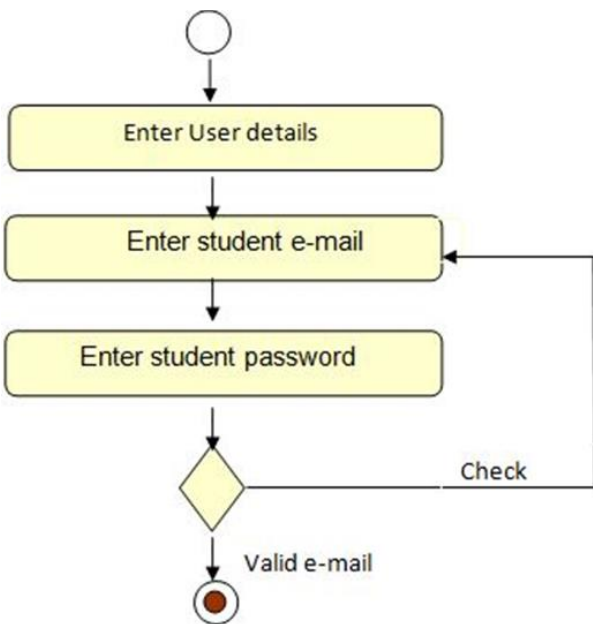 Enter User details
Enter student e-mail
Enter student password
Check
Valid e-mail